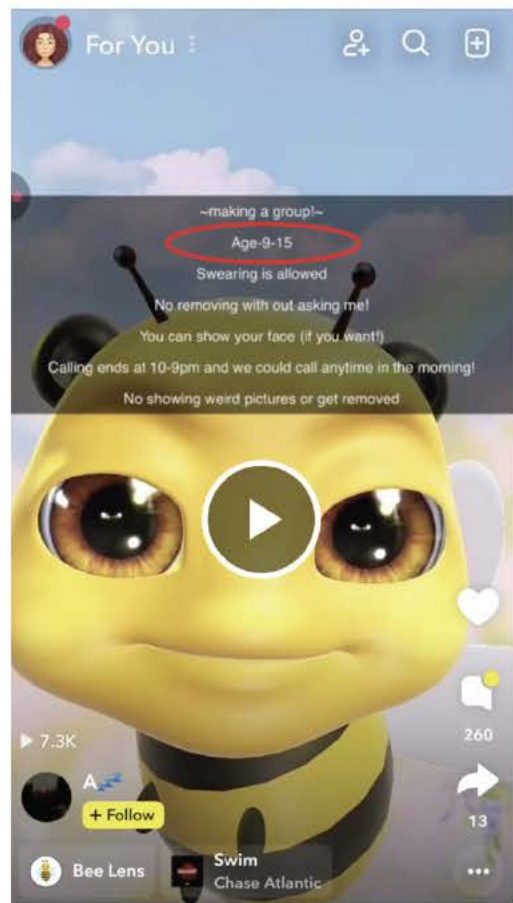 For You
~making a group!~
Age-9-15
Swearing is allowed
No removing with out asking me!
You can show your face (if you want!)
Calling ends at 10-9pm and we could call anytime in the morning!
No showing weird pictures or get removed
7.3K
260
A💤
+ Follow
13
Bee Lens
Swim
Chase Atlantic